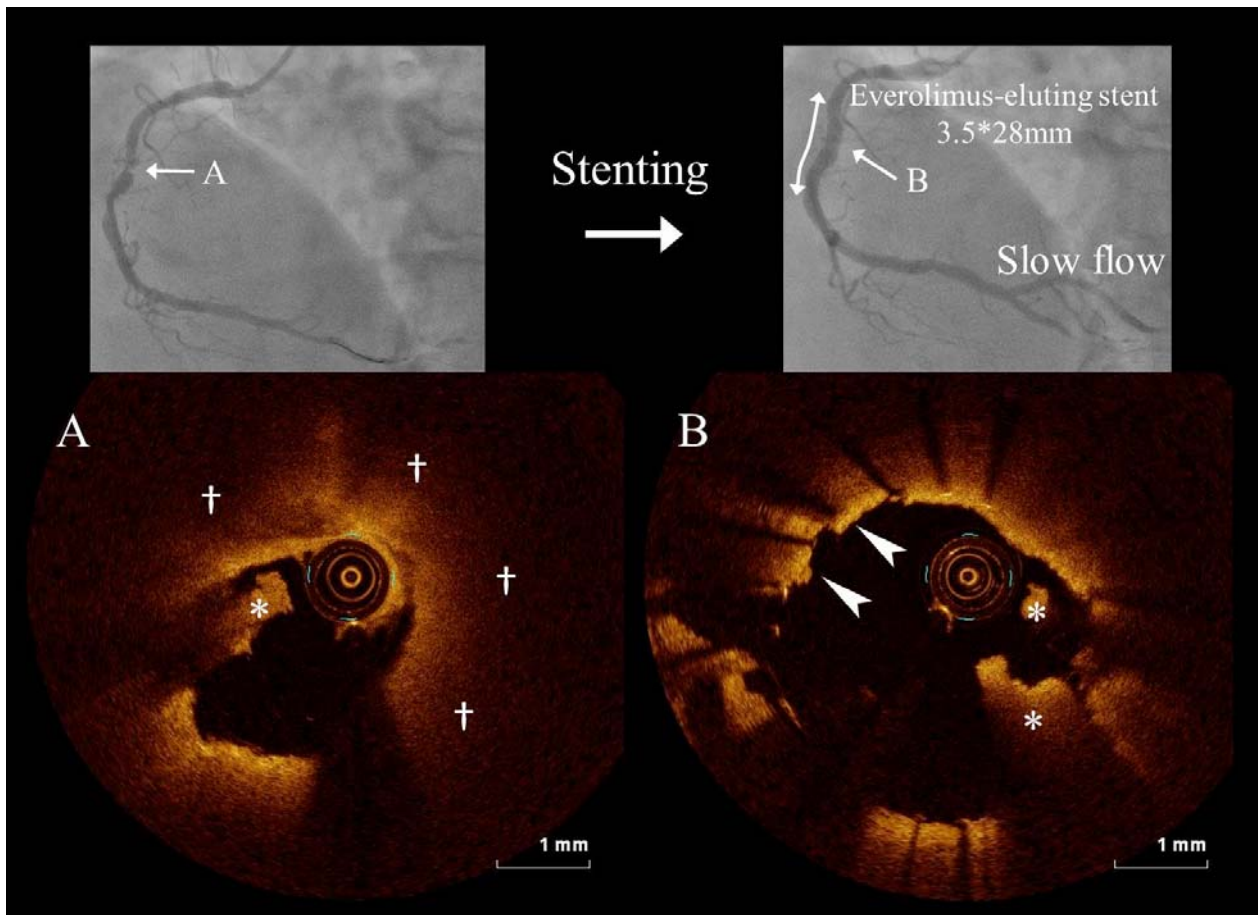 A
Stenting
Everolimus-eluting stent
3.5*28mm
B
Slow flow
A
†
†
†
†
*
1 mm
B
*
*
1 mm